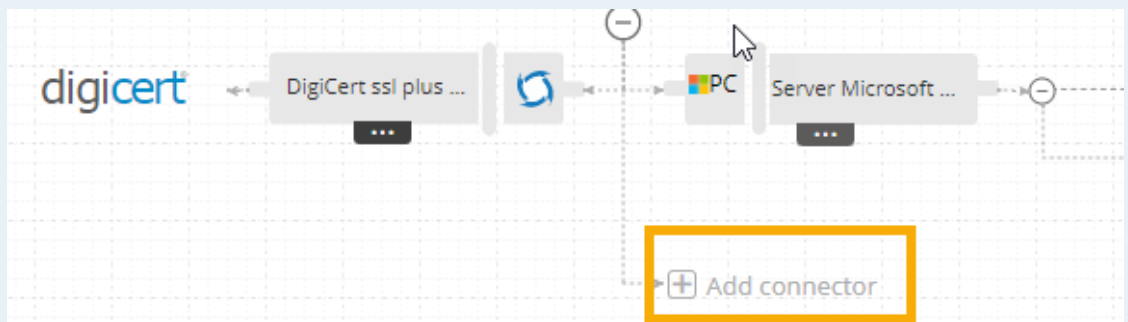 digicert
DigiCert ssl plus ...
PC
Server Microsoft ...
Add connector